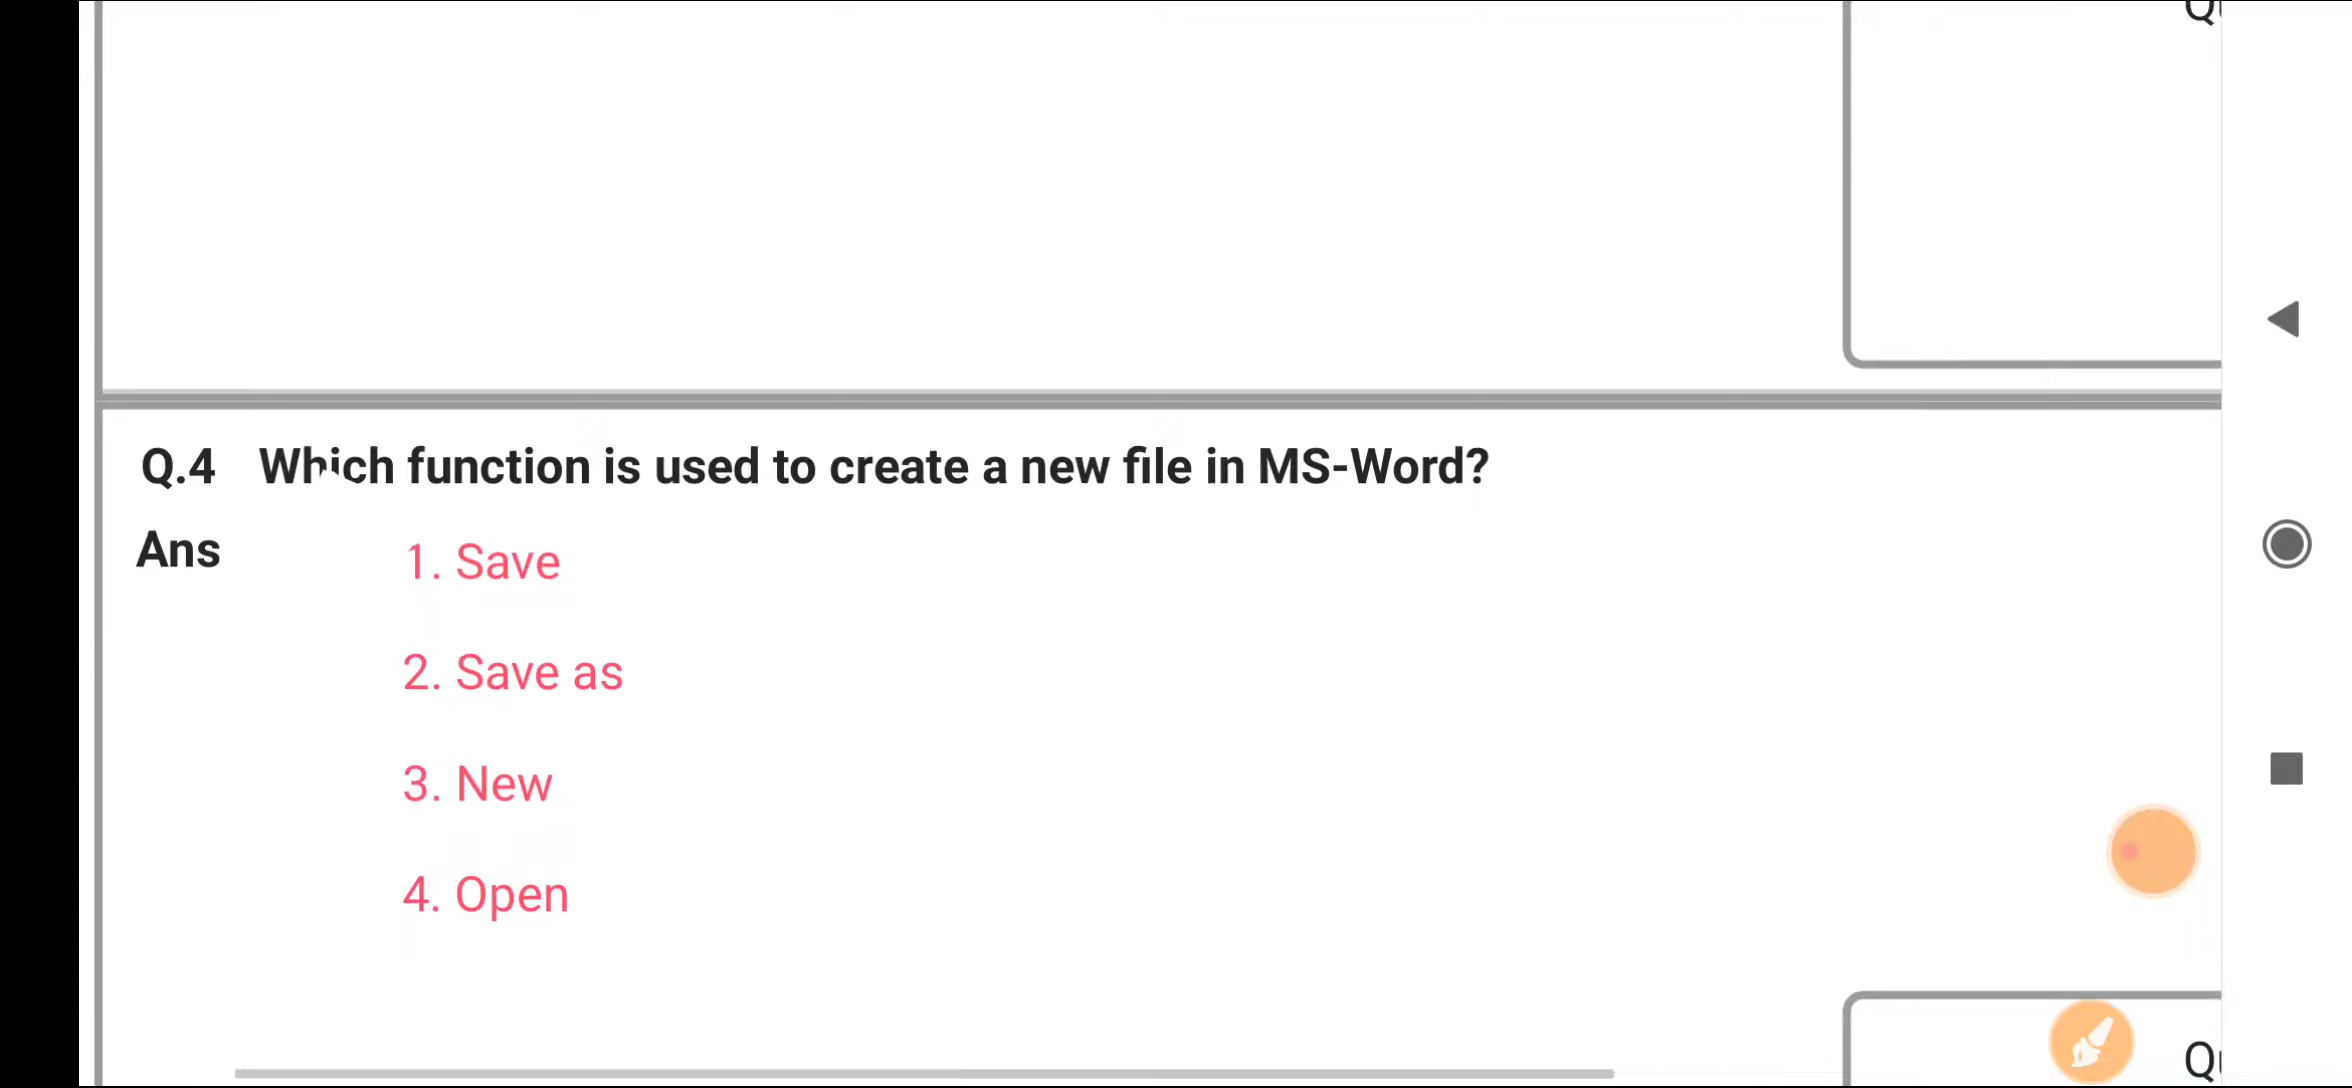 Q.4 Which function is used to create a new file in MS-Word?
Ans 1. Save
2. Save as
3. New
4. Open